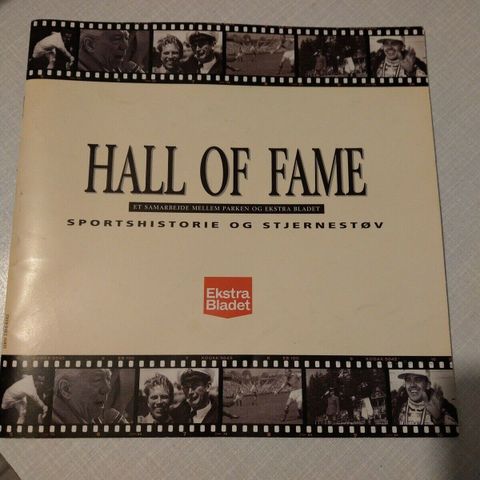 HALL OF FAME
ET SAMARBEJDE MELLEM PARKEN OG EKSTRA BLADET
SPORTSHISTORIE OG STJERNESTØV
Ekstra
Bladet